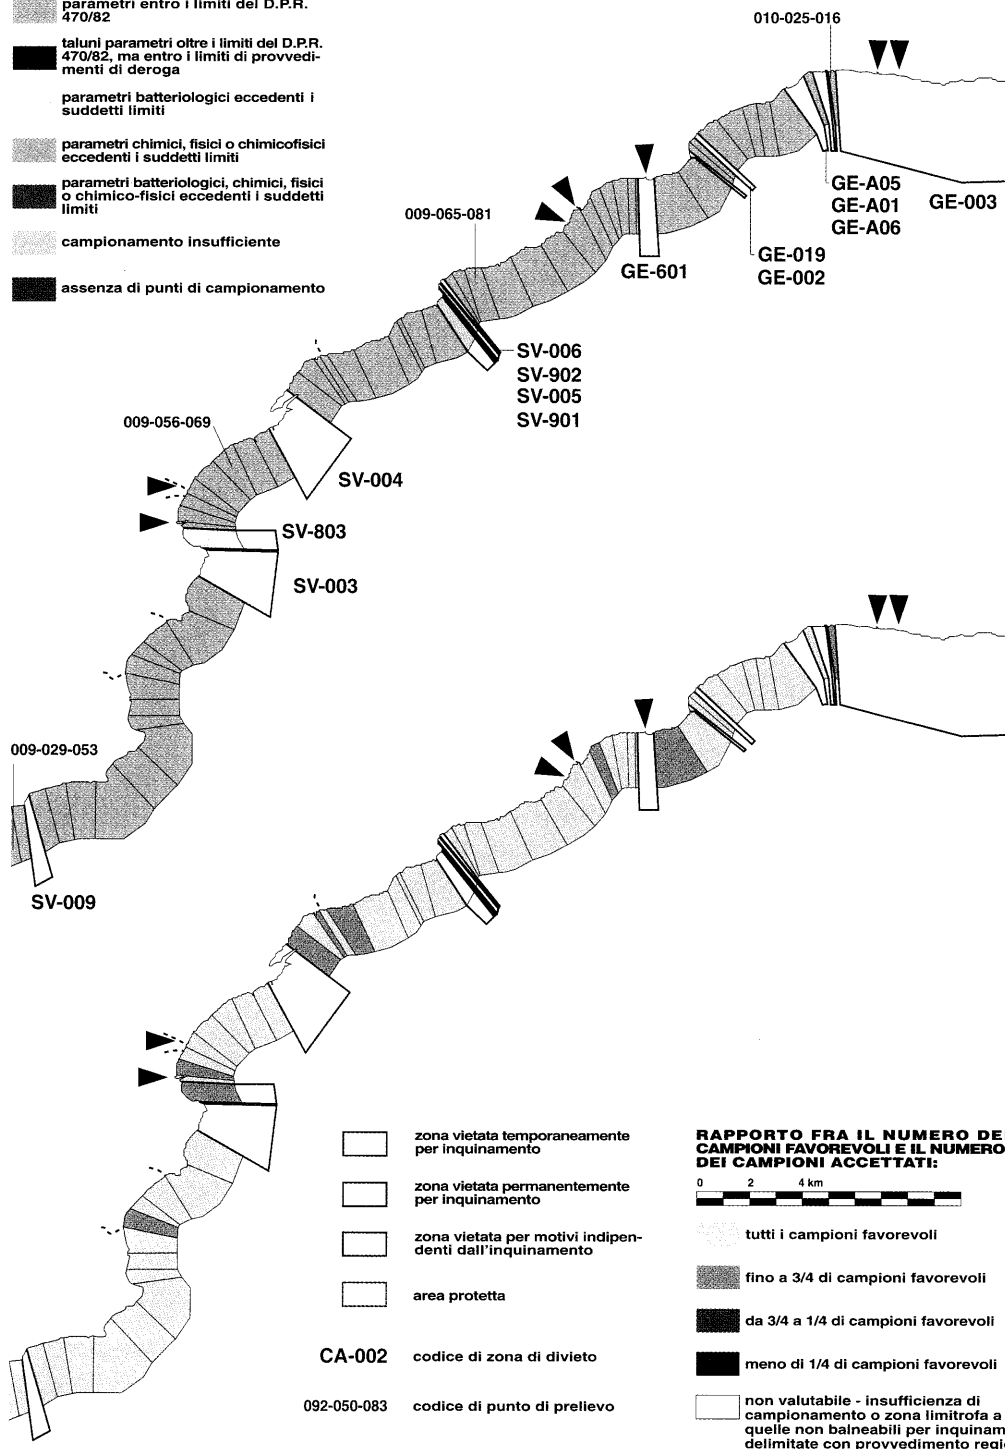 parametri entro i limiti del D.P.R.
470/82
taluni parametri oltre i limiti del D.P.R.
470/82, ma entro i limiti di provvedi-
menti di deroga
parametri batteriologici eccedenti i
suddetti limiti
parametri chimici, fisici o chimicofisici
eccedenti i suddetti limiti
parametri batteriologici, chimici, fisici
o chimico-fisici eccedenti i suddetti
limiti
campionamento insufficiente
assenza di punti di campionamento
010-025-016
GE-A05
GE-A01
GE-A06
GE-003
009-065-081
GE-601
GE-019
GE-002
SV-006
SV-902
SV-005
SV-901
009-056-069
SV-004
SV-803
SV-003
009-029-053
SV-009
zona vietata temporaneamente
per inquinamento
zona vietata permanentemente
per inquinamento
zona vietata per motivi indipen-
denti dall'inquinamento
area protetta
CA-002 codice di zona di divieto
092-050-083 codice di punto di prelievo
RAPPORTO FRA IL NUMERO DE
CAMPIONI FAVOREVOLI E IL NUMERO
DEI CAMPIONI ACCETTATI:
0 2 4 km
tutti i campioni favorevoli
fino a 3/4 di campioni favorevoli
da 3/4 a 1/4 di campioni favorevoli
meno di 1/4 di campioni favorevoli
non valutabile - insufficienza di
campionamento o zona limitrofa a
quelle non balneabili per inquinam
delimitate con provvedimento regi